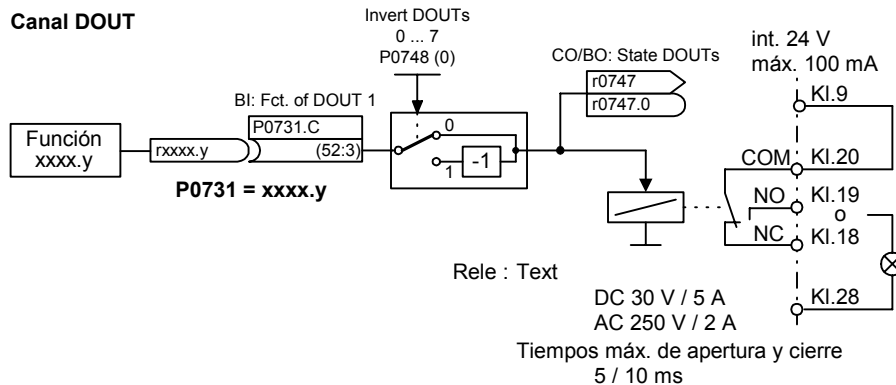 Canal DOUT
Invert DOUTs
0 ... 7
P0748 (0)
CO/BO: State DOUTs
r0747
r0747.0
int. 24 V
máx. 100 mA
Kl.9
BI: Fct. of DOUT 1
P0731.C
(52:3)
Función
xxxx.y
rxxxx.y
P0731 = xxxx.y
0
1
-1
COM
Kl.20
NO
Kl.19
o
NC
Kl.18
Kl.28
Rele : Text
DC 30 V / 5 A
AC 250 V / 2 A
Tiempos máx. de apertura y cierre
5 / 10 ms